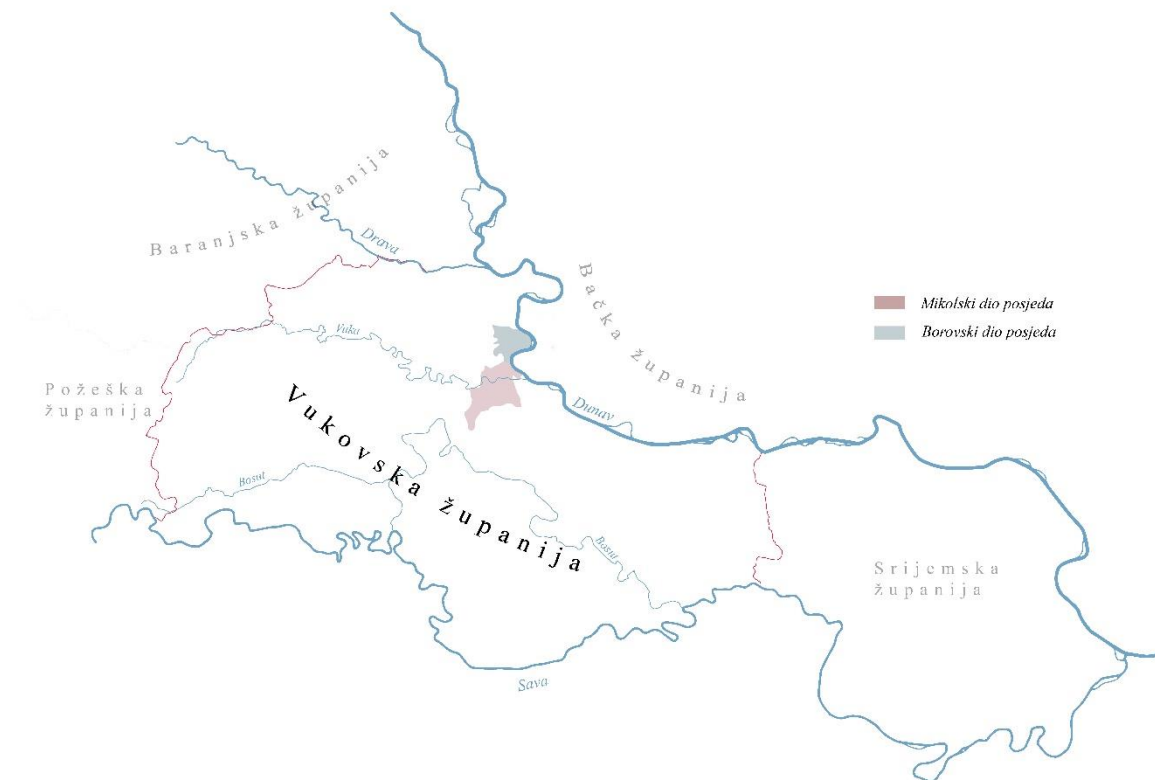 Baranjska županija
Drava
Bačka županija
Mikolski dio posjeda
Borovski dio posjeda
Vuka
Požeška
županija
Vukovska županija
Dunav
Bosut
Bosut
Srijemska
županija
Sava